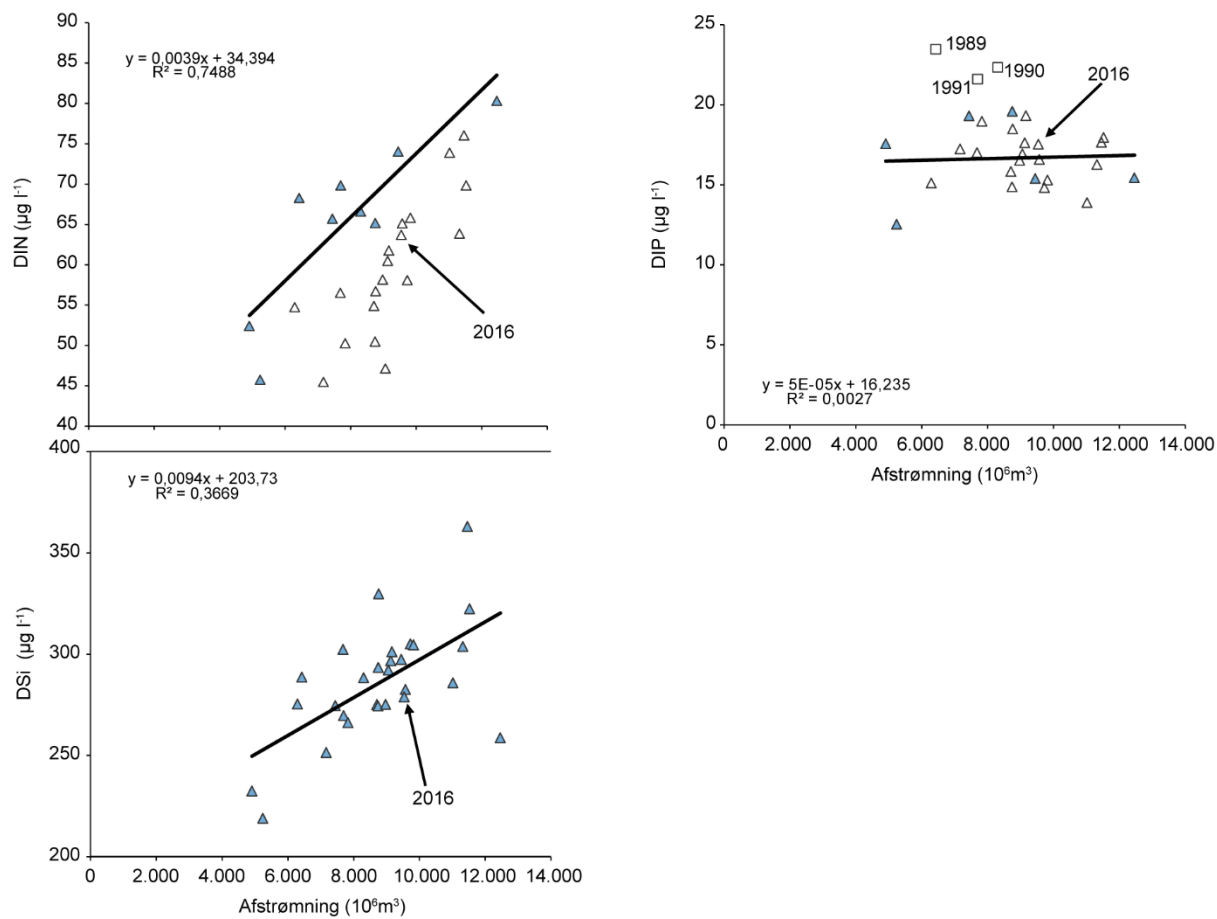 90
85
80
75
70
65
60
55
50
45
40
DIN (µg l⁻¹)
y = 0,0039x + 34,394
R² = 0,7488
2016
25
20
15
10
5
0
DIP (µg l⁻¹)
1989
1990
1991
2016
y = 5E-05x + 16,235
R² = 0,0027
0 2.000 4.000 6.000 8.000 10.000 12.000 14.000
Afstrømning (10⁶m³)
400
350
300
250
200
DSi (µg l⁻¹)
y = 0,0094x + 203,73
R² = 0,3669
2016
0 2.000 4.000 6.000 8.000 10.000 12.000 14.000
Afstrømning (10⁶m³)